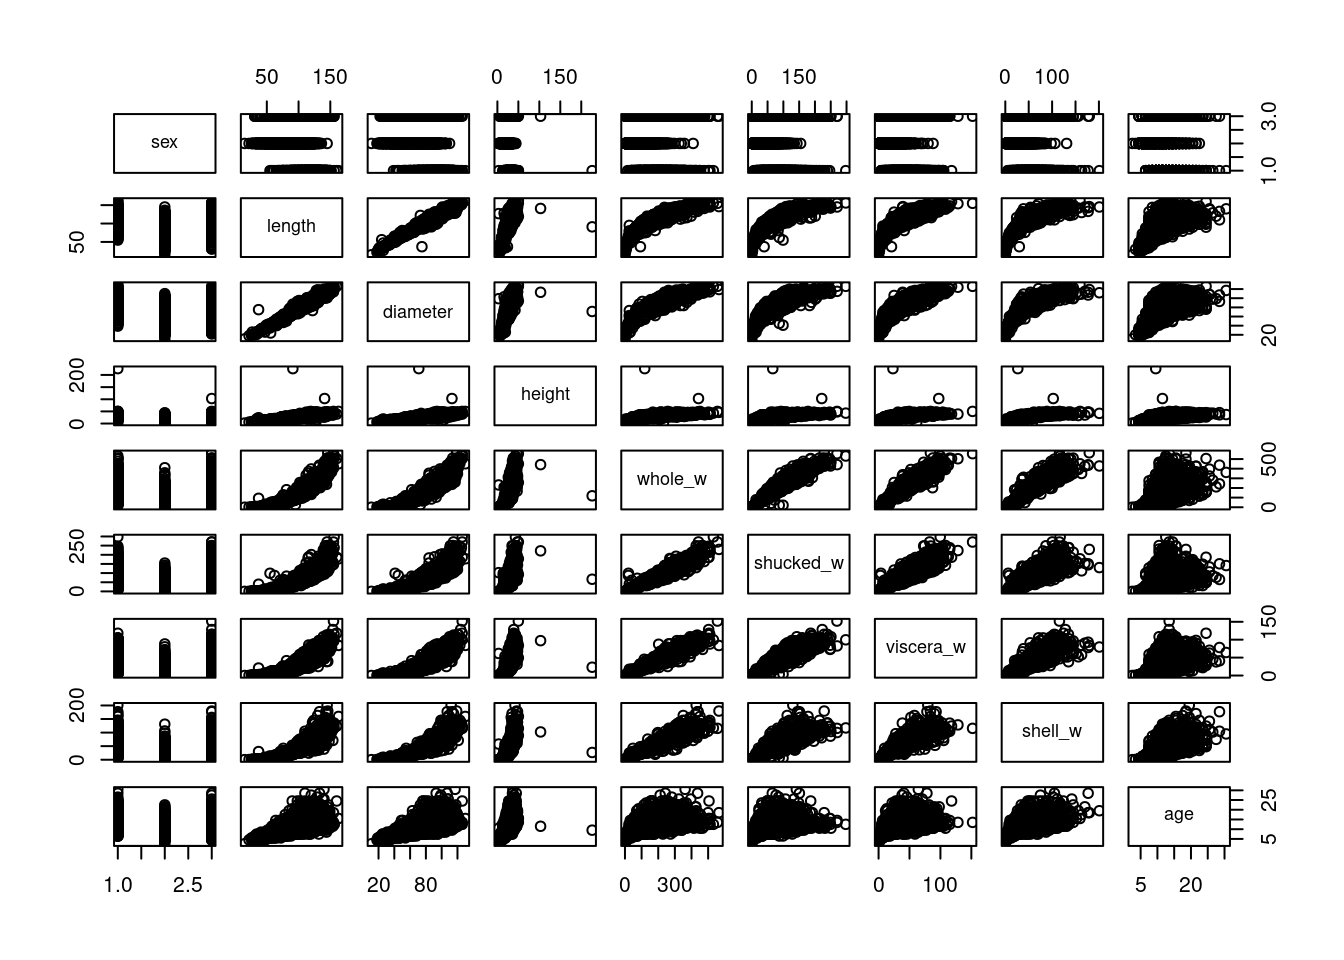 50 150 0 150 0 150 0 100
sex 1.0 3.0
50 length
diameter 20
0 200 height
whole_w 0 500
0 250 shucked_w
viscera_w 0 150
0 200 shell_w
age 5 25
1.0 2.5 20 80 0 300 0 100 5 20